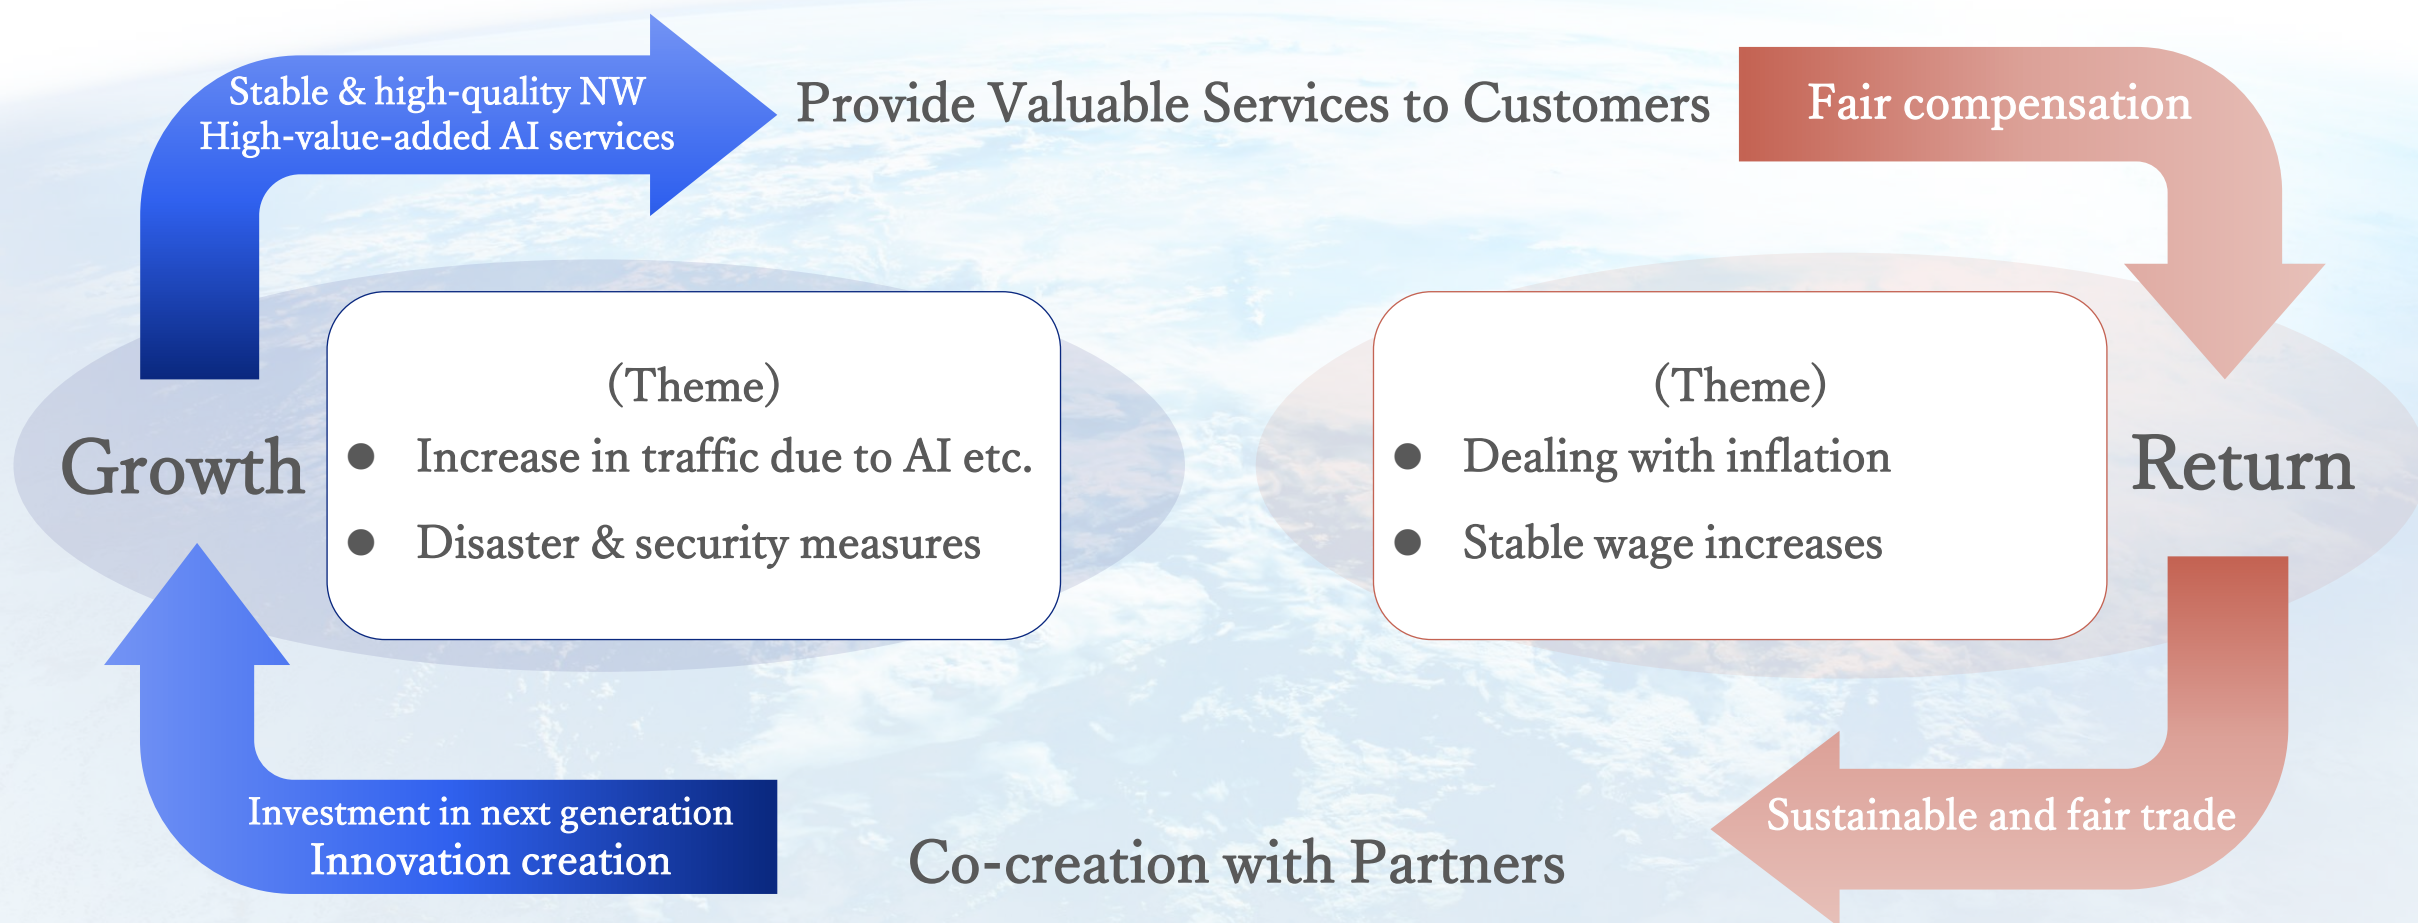 Stable & high-quality NW
High-value-added AI services
Provide Valuable Services to Customers
Fair compensation
Growth
(Theme)
● Increase in traffic due to AI etc.
● Disaster & security measures
(Theme)
● Dealing with inflation
● Stable wage increases
Return
Investment in next generation
Innovation creation
Co-creation with Partners
Sustainable and fair trade